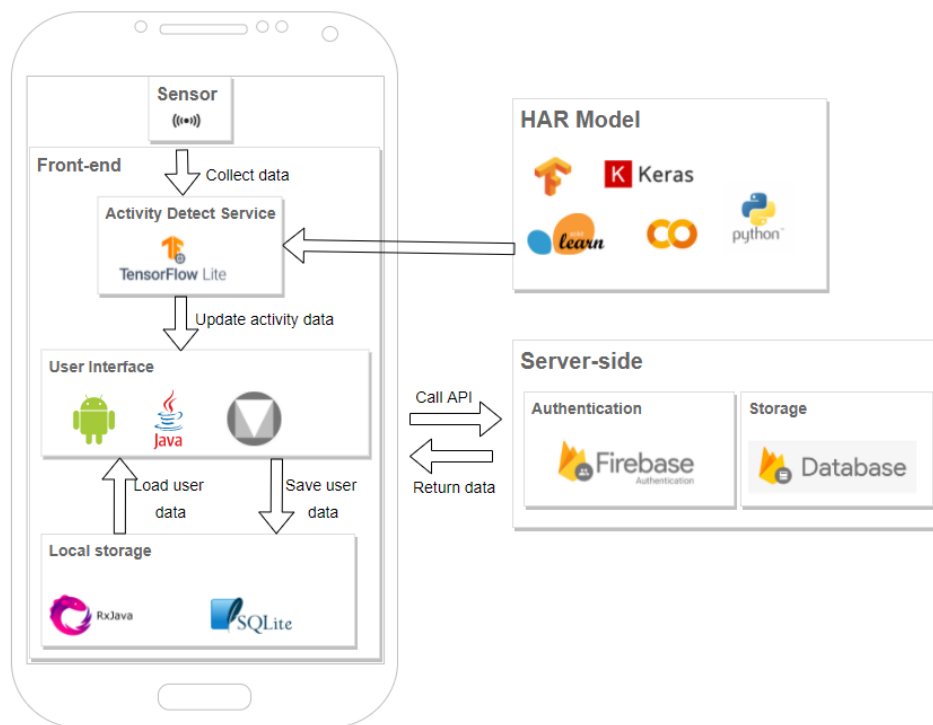 Sensor
Front-end
Collect data
Activity Detect Service
TensorFlow Lite
Update activity data
User Interface
Java
Load user
data
Save user
data
Local storage
RxJava
SQLite
HAR Model
K Keras
learn
python
Server-side
Call API
Return data
Authentication
Firebase
Authentication
Storage
Database